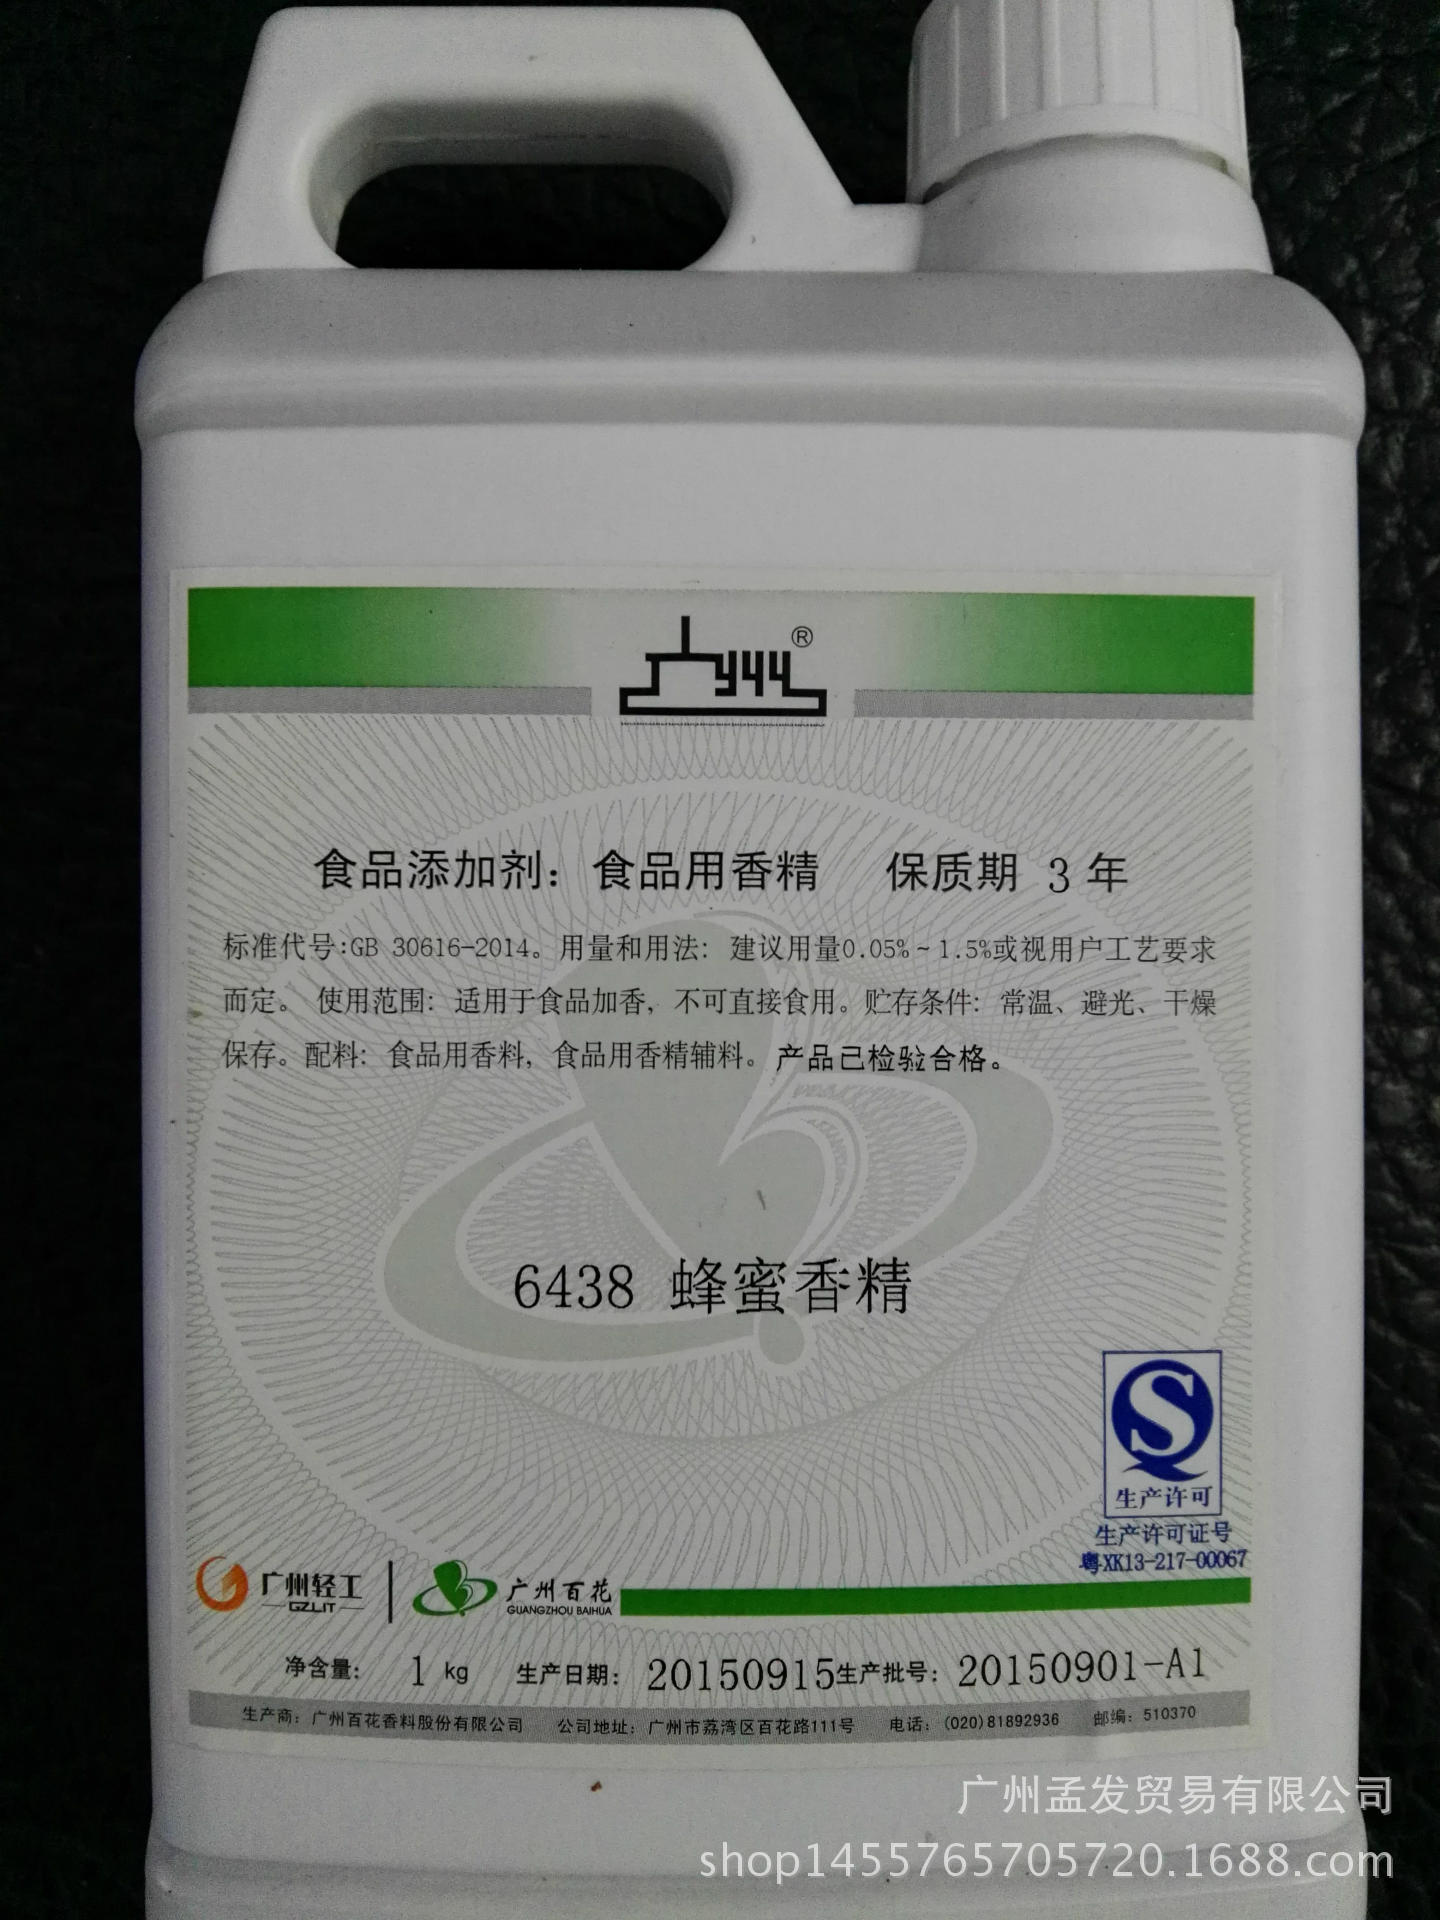 ®
食品添加剂：食品用香精 保质期 3 年
标准代号:GB 30616-2014。用量和用法：建议用量0.05%~1.5%或视用户工艺要求
而定。 使用范围：适用于食品加香，不可直接食用。贮存条件：常温、避光、干燥
保存。配料：食品用香料，食品用香精辅料。产品已检验合格。
6438 蜂蜜香精
生产许可
生产许可证号
粤XK13-217-00067
广州轻工
GZLIT
广州百花
GUANGZHOU BAIHUA
净含量： 1 kg 生产日期： 20150915 生产批号： 20150901-A1
生产商：广州百花香料股份有限公司 公司地址：广州市荔湾区百花路111号 电话：(020)81892936 邮编：510370
广州孟发贸易有限公司
shop1455765705720.1688.com